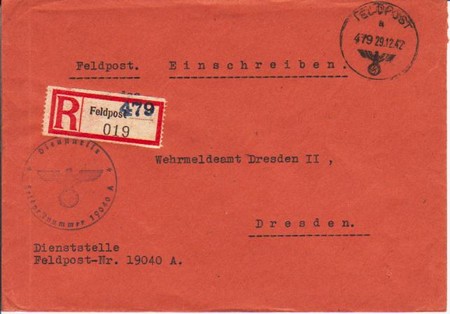 FELDPOST
a
479 29.12.42
Feldpost. Einschreiben.
R
Feldpost 479
019
Dienststelle
Feldpostnummer 19040 A
Wehrmeldeamt Dresden II ,
Dresden.
Dienststelle
Feldpost-Nr. 19040 A.